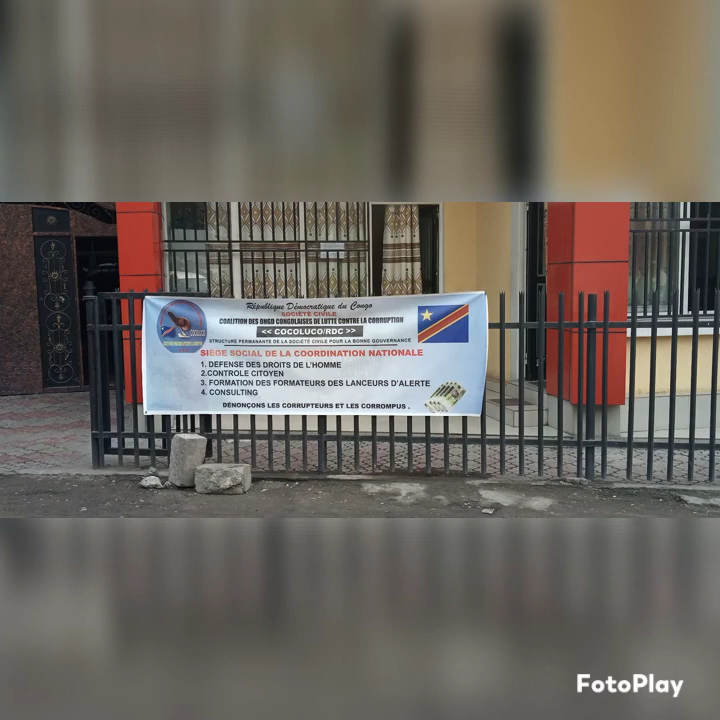 République Démocratique du Congo
SOCIÉTÉ CIVILE
COALITION DES ONGD CONGOLAISES DE LUTTE CONTRE LA CORRUPTION
<< COCOLUCO/RDC >>
STRUCTURE PERMANANTE DE LA SOCIÉTÉ CIVILE POUR LA BONNE GOUVERNANCE
SIEGE SOCIAL DE LA COORDINATION NATIONALE
1. DEFENSE DES DROITS DE L'HOMME
2.CONTROLE CITOYEN
3. FORMATION DES FORMATEURS DES LANCEURS D'ALERTE
4. CONSULTING
DÉNONÇONS LES CORRUPTEURS ET LES CORROMPUS .
FotoPlay